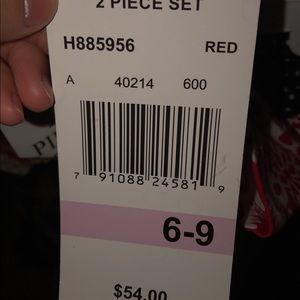 2 PIECE SET
H885956 RED
A 40214 600
7 91088 24581 9
6-9
$54.00